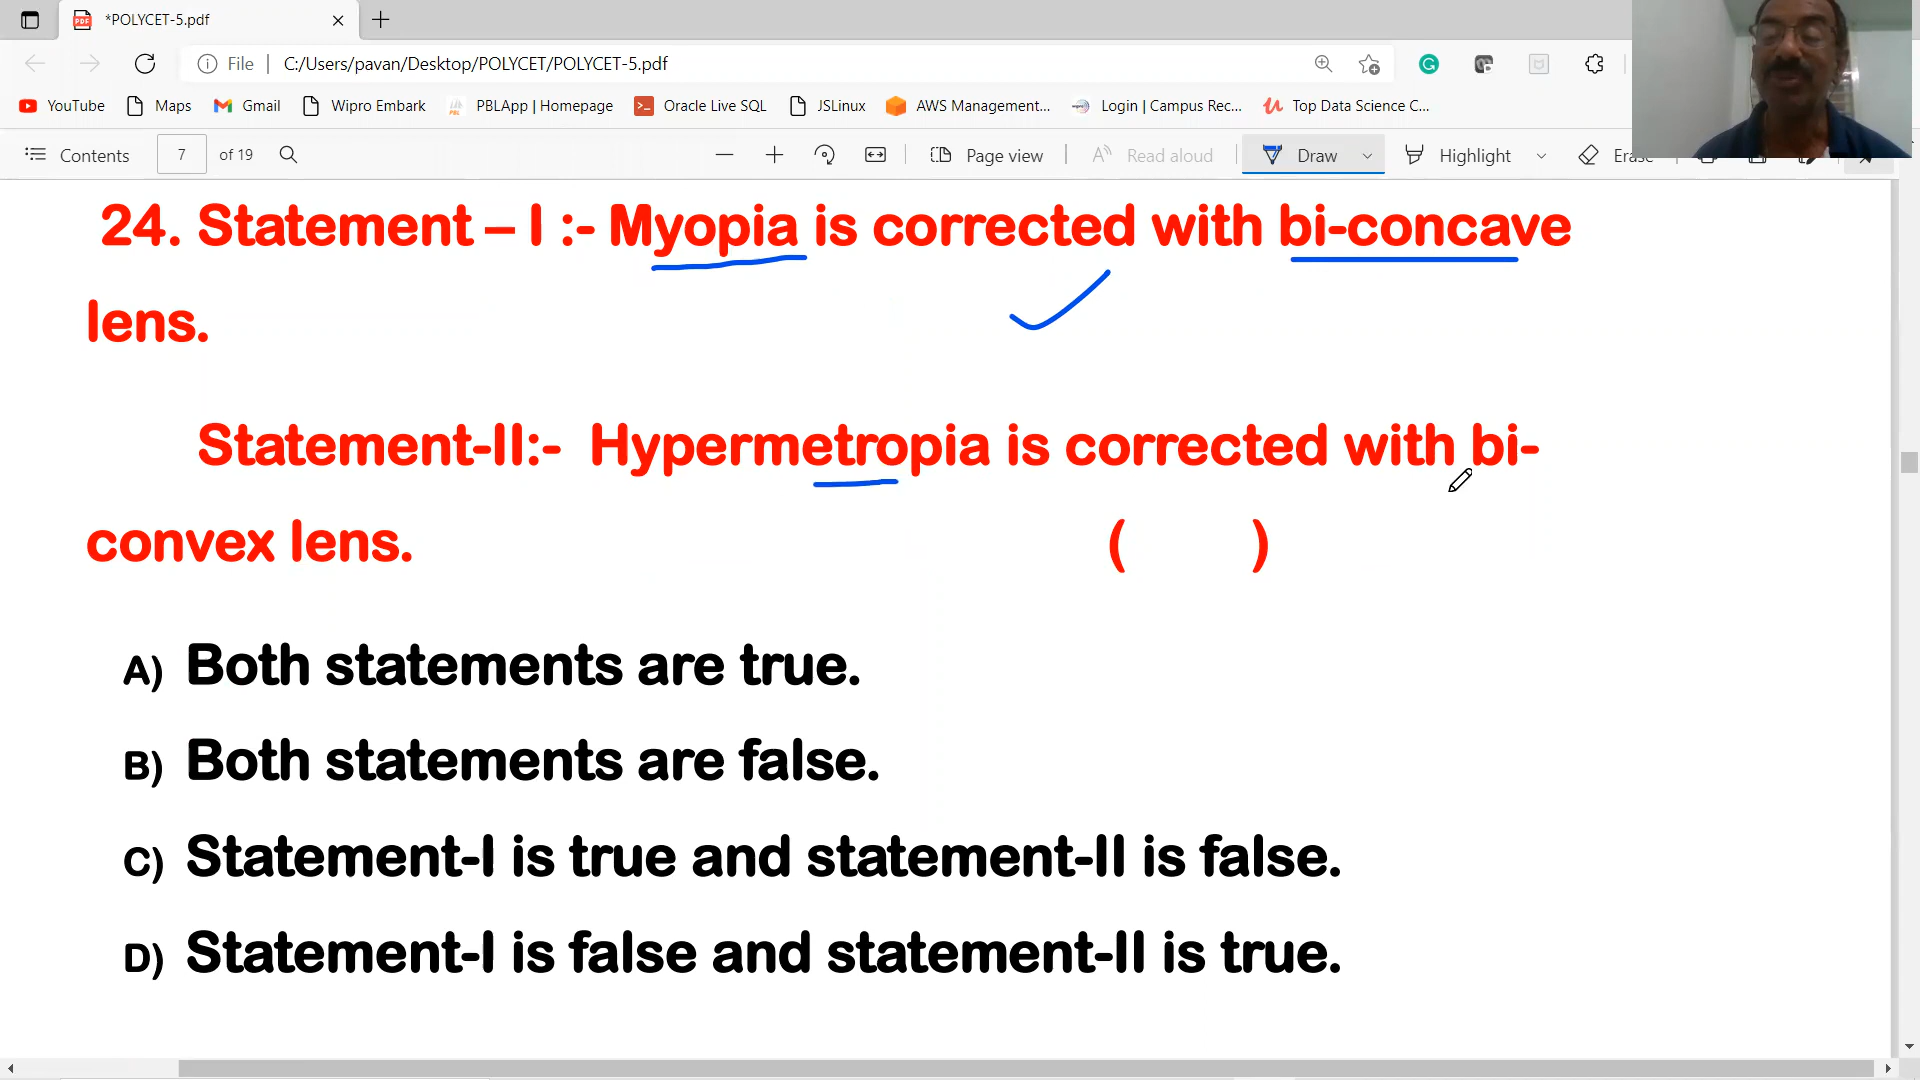 *POLYCET-5.pdf
File | C:/Users/pavan/Desktop/POLYCET/POLYCET-5.pdf
YouTube Maps Gmail Wipro Embark PBLApp | Homepage Oracle Live SQL JSLinux AWS Management... Login | Campus Rec... Top Data Science C...
Contents 7 of 19 Page view Read aloud Draw Highlight Erase
24. Statement – I :- Myopia is corrected with bi-concave
lens.
Statement-II:- Hypermetropia is corrected with bi-
convex lens. ( )
A) Both statements are true.
B) Both statements are false.
C) Statement-I is true and statement-II is false.
D) Statement-I is false and statement-II is true.